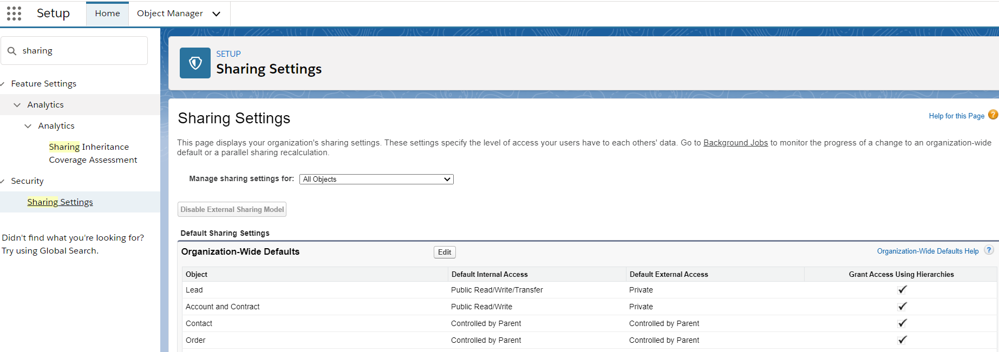 Setup
Home
Object Manager
sharing
Feature Settings
Analytics
Analytics
Sharing Inheritance
Coverage Assessment
Security
Sharing Settings
Didn't find what you're looking for?
Try using Global Search.
SETUP
Sharing Settings
Sharing Settings
Help for this Page ?
This page displays your organization's sharing settings. These settings specify the level of access your users have to each others' data. Go to Background Jobs to monitor the progress of a change to an organization-wide
default or a parallel sharing recalculation.
Manage sharing settings for: All Objects
Disable External Sharing Model
Default Sharing Settings
Organization-Wide Defaults Edit Organization-Wide Defaults Help ?
Object Default Internal Access Default External Access Grant Access Using Hierarchies
Lead Public Read/Write/Transfer Private
Account and Contract Public Read/Write Private
Contact Controlled by Parent Controlled by Parent
Order Controlled by Parent Controlled by Parent